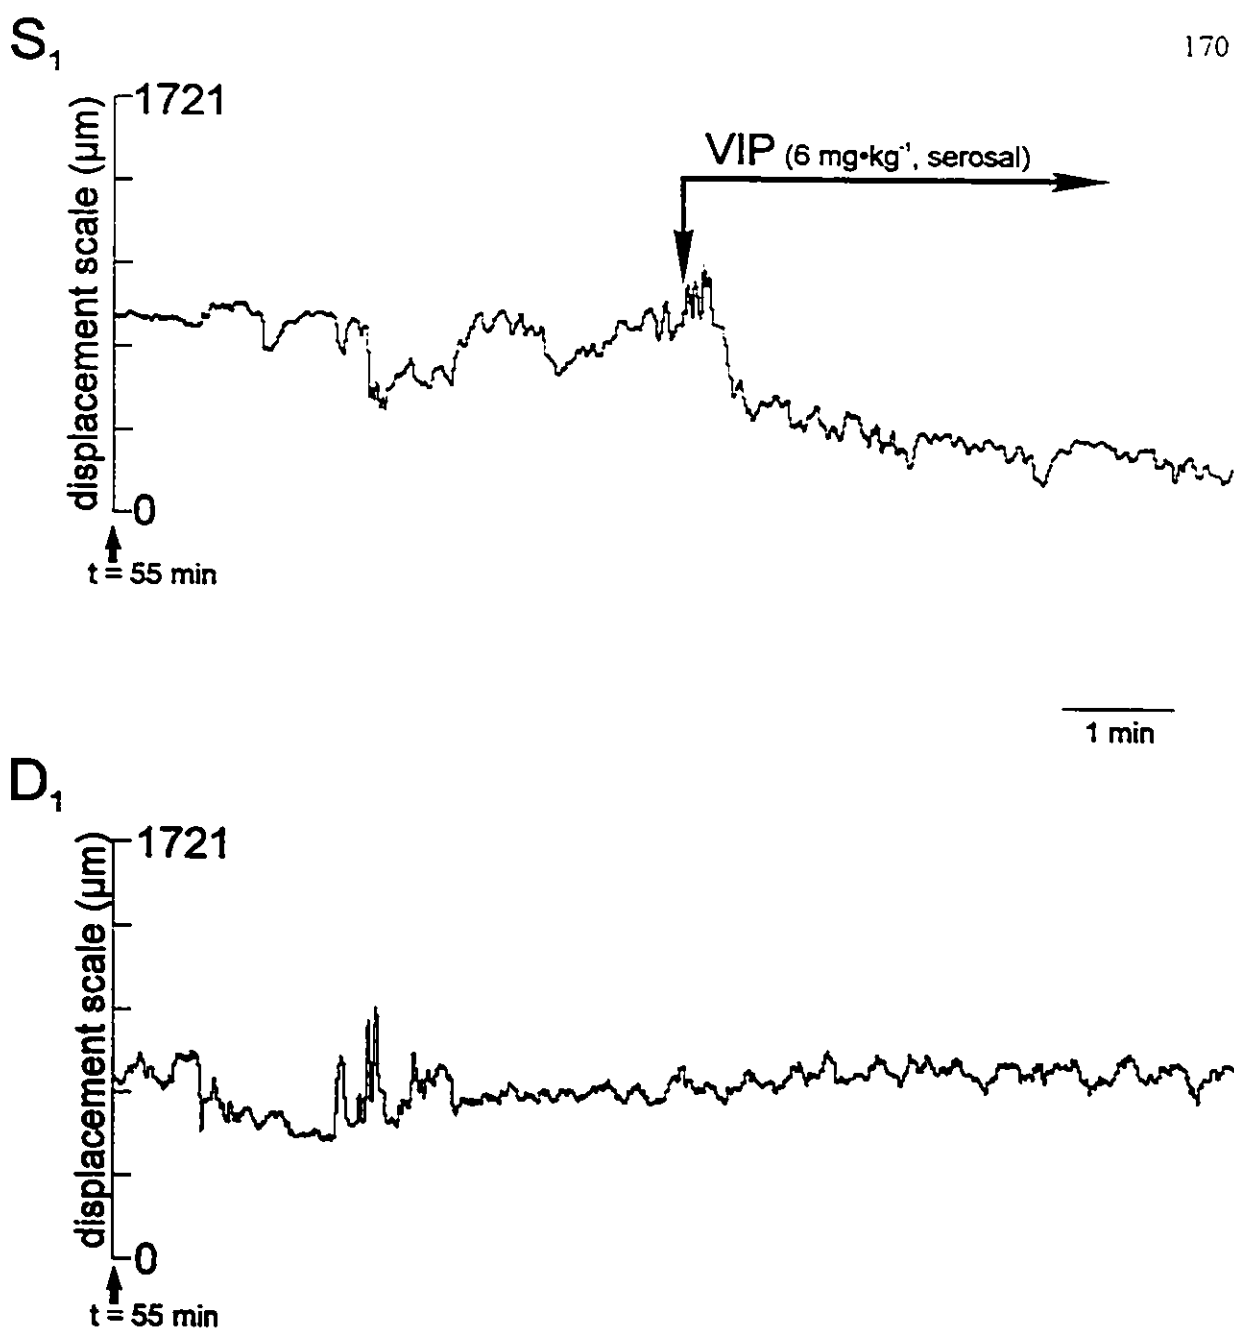 S₁
170
1721
VIP (6 mg•kg⁻¹, serosal)
displacement scale (µm)
0
t = 55 min
1 min
D₁
1721
displacement scale (µm)
0
t = 55 min